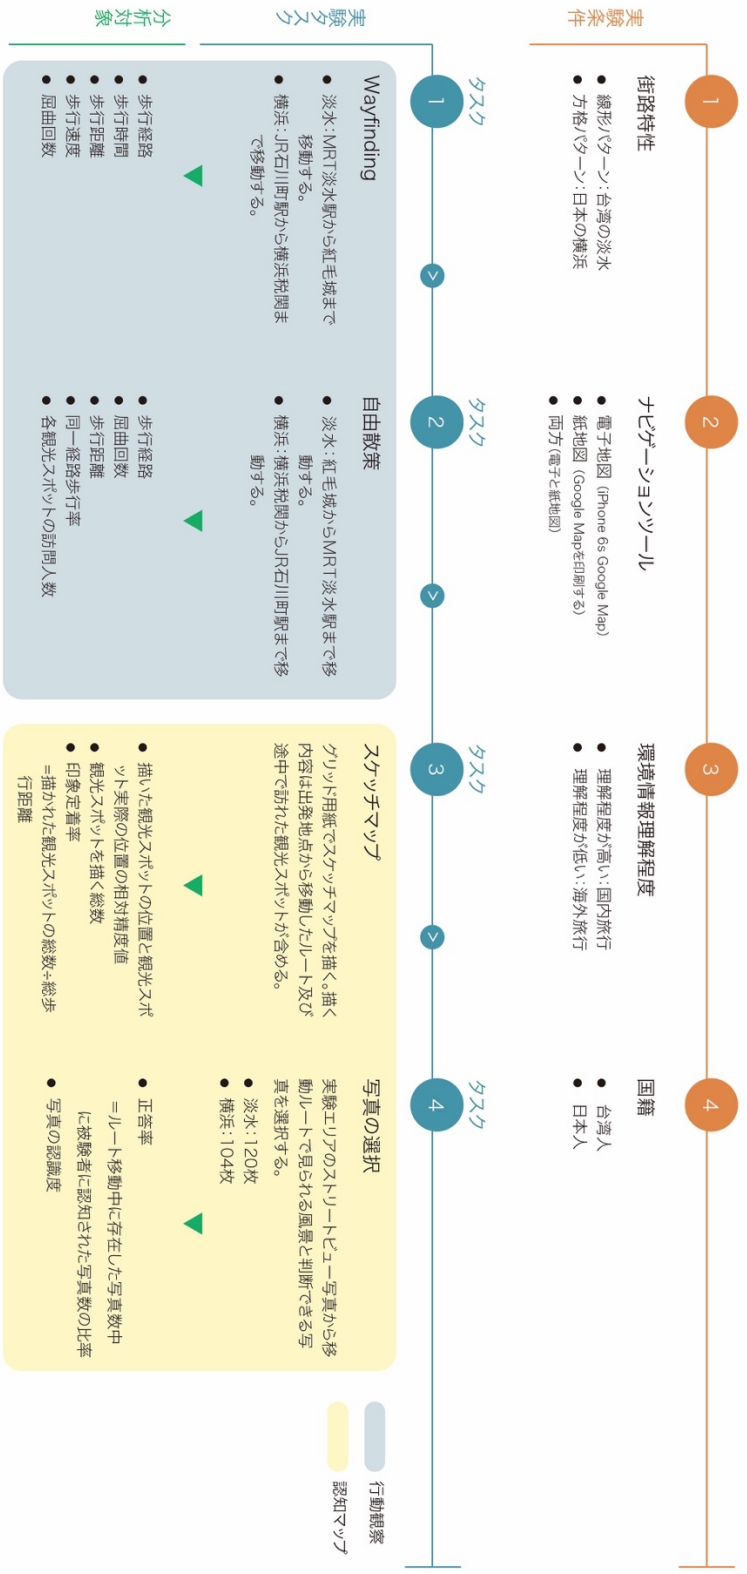 実験条件
1
街路特性
● 線形パターン：台湾の淡水
● 方格パターン：日本の横浜
2
ナビゲーションツール
● 電子地図（iPhone 6s Google Map）
● 紙地図（Google Mapを印刷する）
● 両方（電子と紙地図）
3
環境情報理解程度
● 理解程度が高い：国内旅行
● 理解程度が低い：海外旅行
4
国籍
● 台湾人
● 日本人
実験タスク
タスク
1
Wayfinding
● 淡水：MRT淡水駅から紅毛城まで
移動する。
● 横浜：JR石川町駅から横浜税関ま
で移動する。
>
タスク
2
自由散策
● 淡水：紅毛城からMRT淡水駅まで移
動する。
● 横浜：横浜税関からJR石川町駅まで移
動する。
>
タスク
3
スケッチマップ
グリッド用紙でスケッチマップを描く。描く
内容は出発地点から移動したルート及び
途中で訪れた観光スポットが含める。
>
タスク
4
写真の選択
実験エリアのストリートビュー写真から移
動ルートで見られる風景と判断できる写
真を選択する。
● 淡水：120枚
● 横浜：104枚
分析対象
● 歩行経路
● 歩行時間
● 歩行距離
● 歩行速度
● 屈曲回数
● 歩行経路
● 屈曲回数
● 歩行距離
● 同一経路歩行率
● 各観光スポットの訪問人数
● 描いた観光スポットの位置と観光スポ
ット実際の位置の相対精度値
● 観光スポットを描く総数
● 印象定着率
=描かれた観光スポットの総数÷総歩
行距離
● 正答率
=ルート移動中に存在した写真数中
に被験者に認知された写真数の比率
● 写真の認識度
行動観察
認知マップ